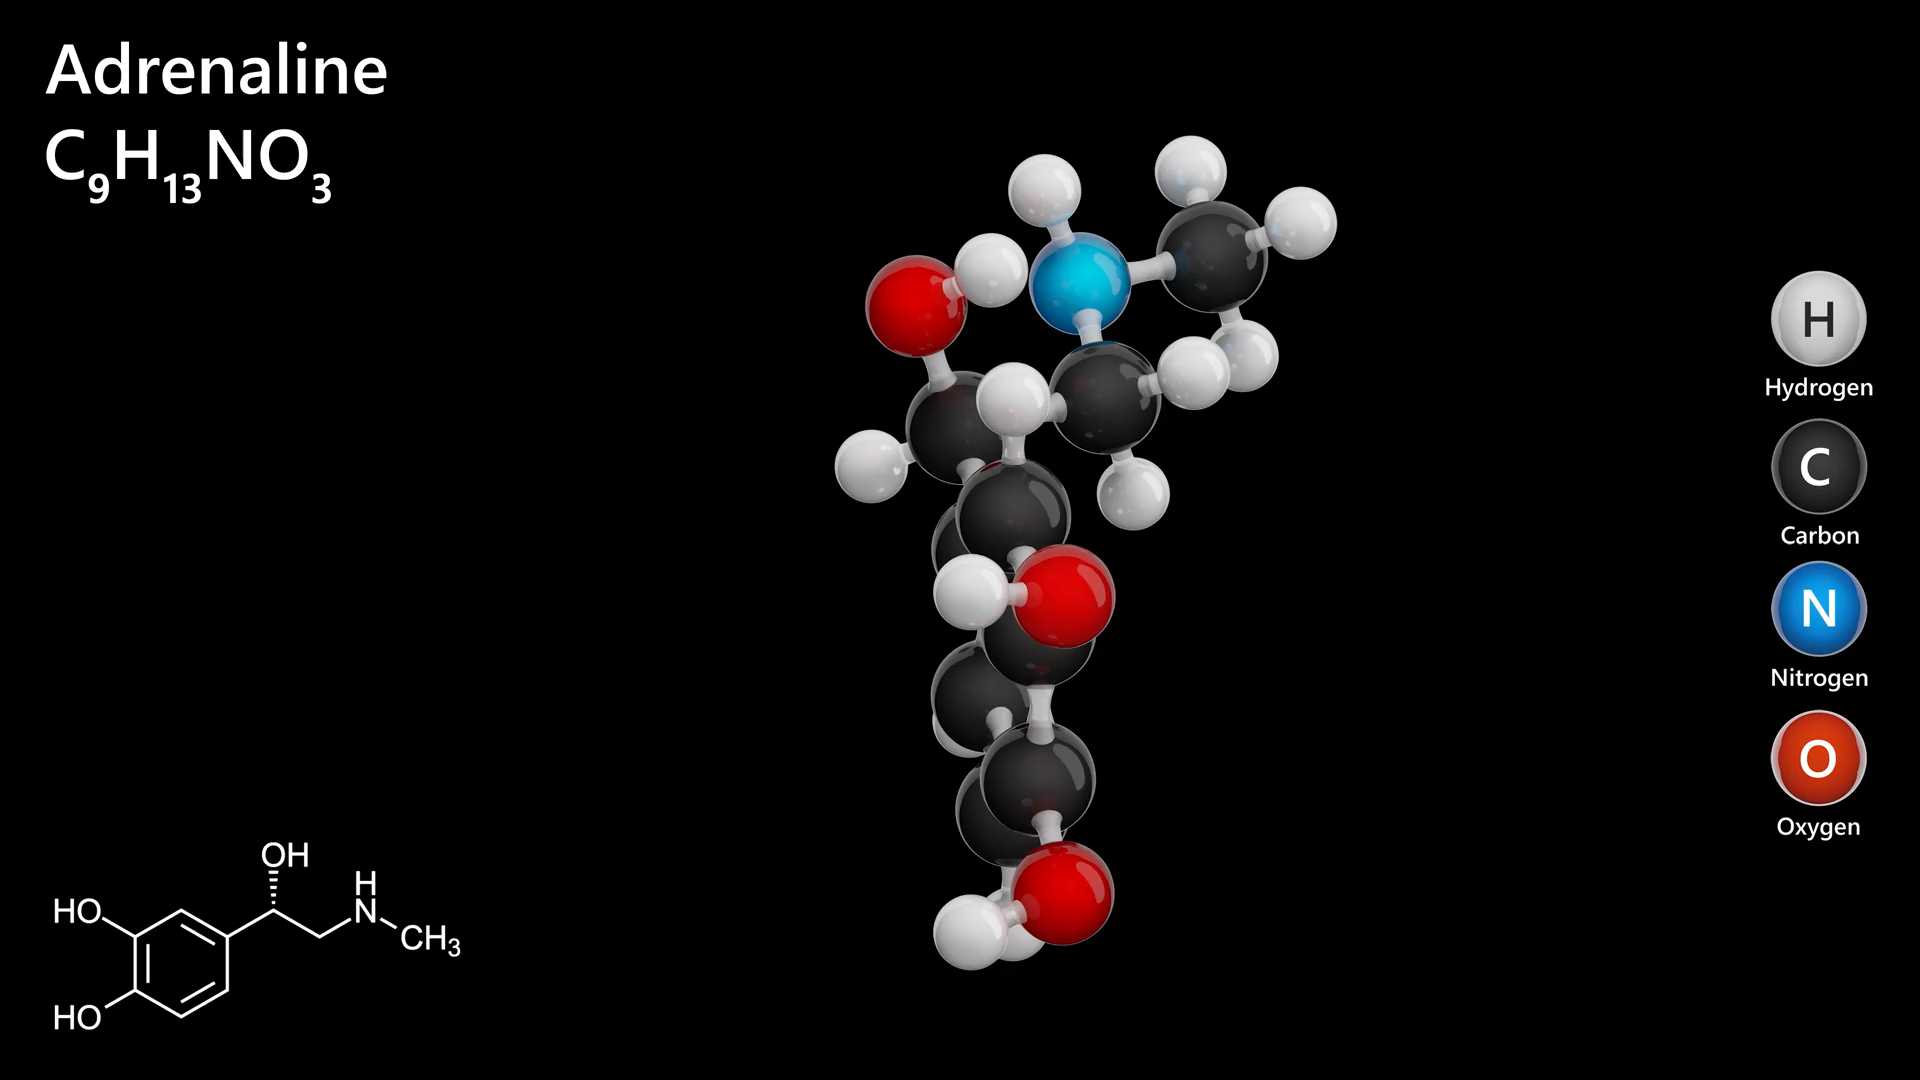 Adrenaline
C₉H₁₃NO₃
H
Hydrogen
C
Carbon
N
Nitrogen
O
Oxygen
OH
HO
H
N
CH₃
HO